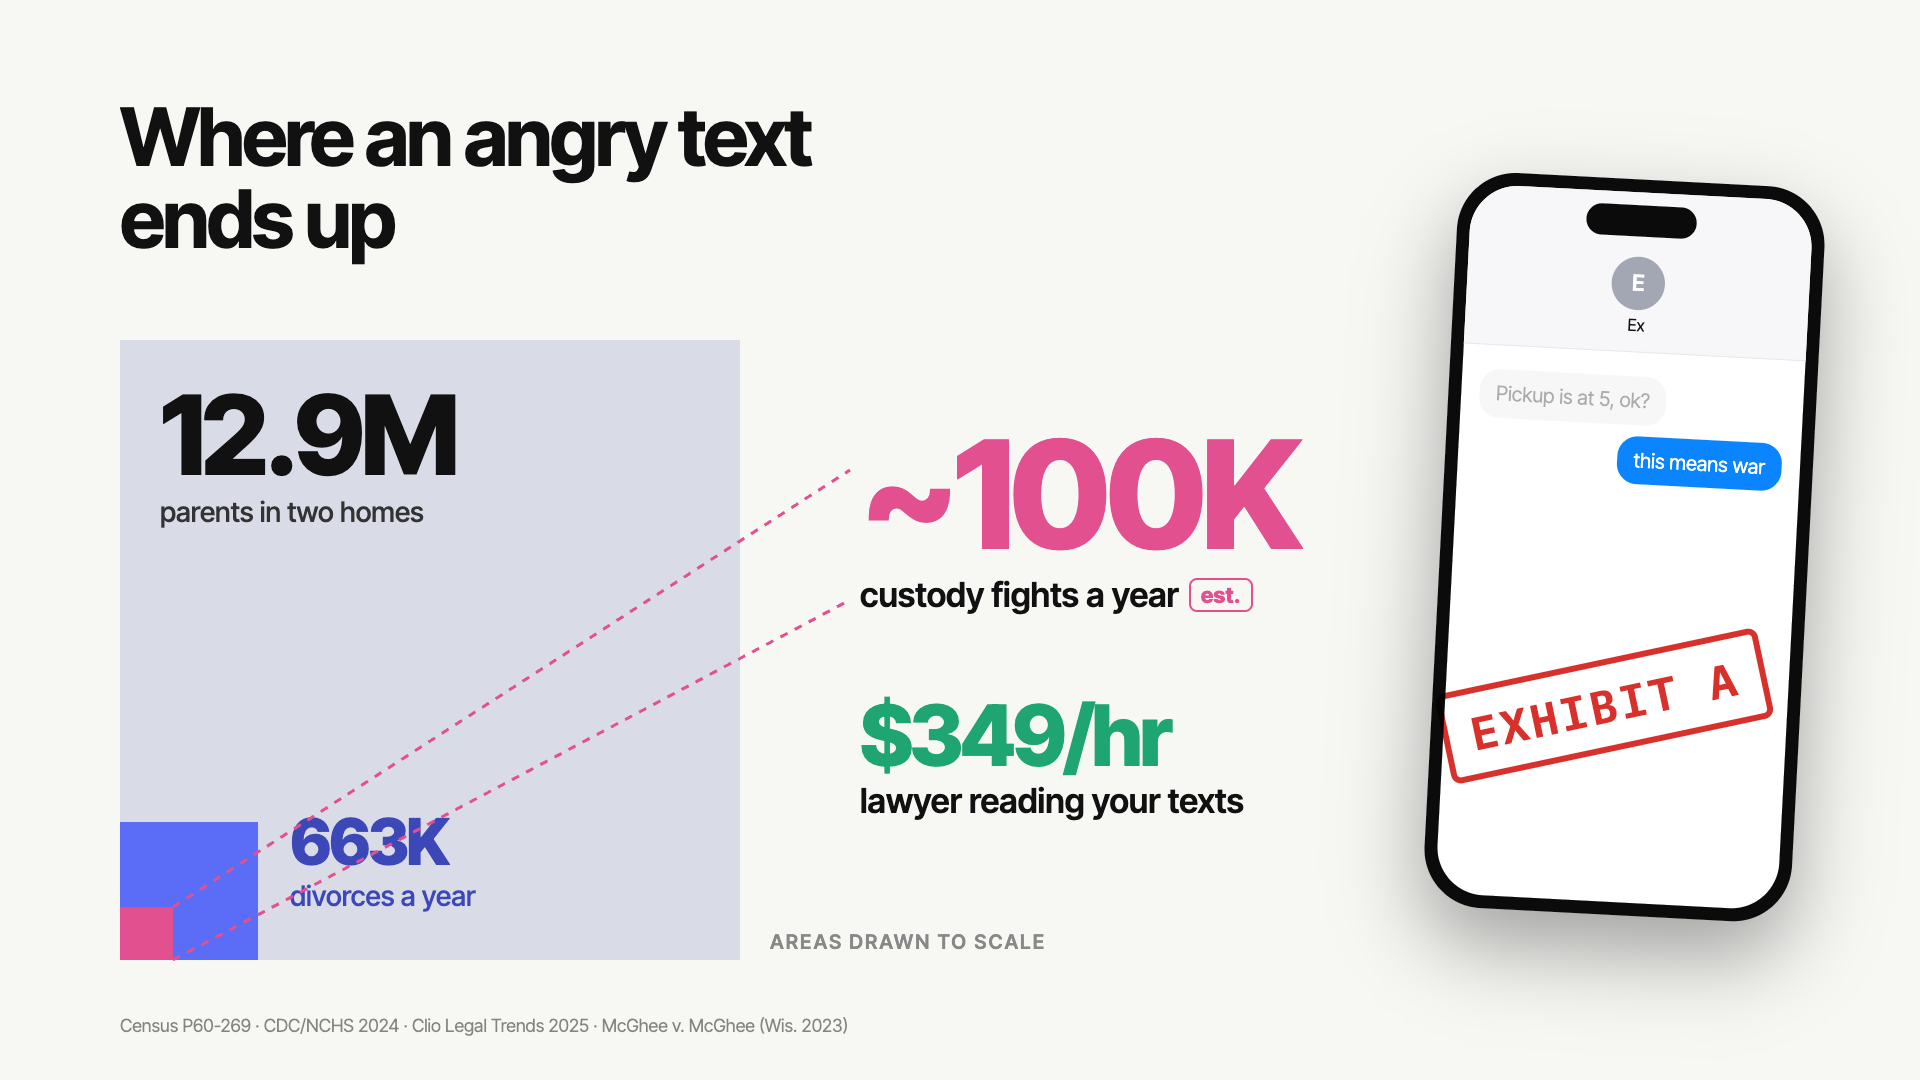 Where an angry text
ends up
12.9M
parents in two homes
663K
divorces a year
~100K
custody fights a year est.
$349/hr
lawyer reading your texts
AREAS DRAWN TO SCALE
E
Ex
Pickup is at 5, ok?
this means war
EXHIBIT A
Census P60-269 · CDC/NCHS 2024 · Clio Legal Trends 2025 · McGhee v. McGhee (Wis. 2023)